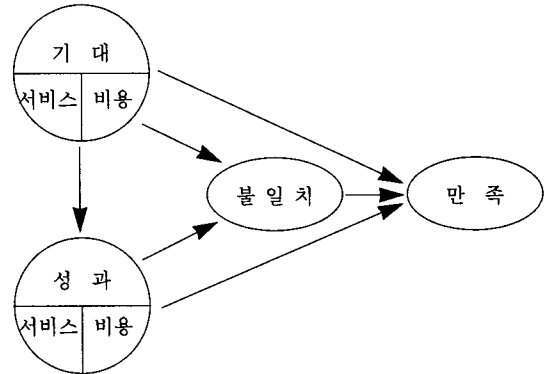 기 대
서비스 비용
불 일 치
만 족
성 과
서비스 비용